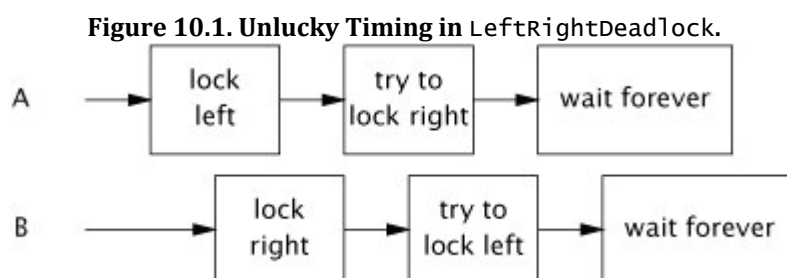 Figure 10.1. Unlucky Timing in LeftRightDeadlock.
A
lock
left
try to
lock right
wait forever
B
lock
right
try to
lock left
wait forever